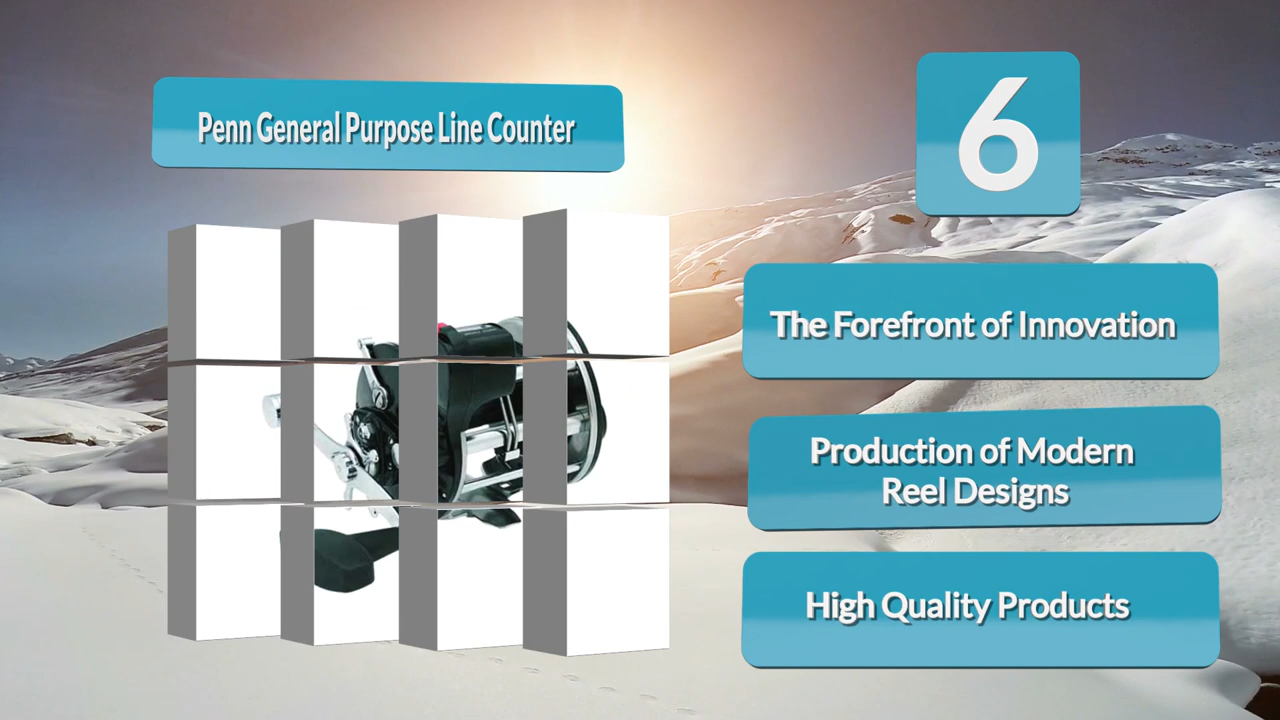 Penn General Purpose Line Counter
6
The Forefront of Innovation
Production of Modern
Reel Designs
High Quality Products